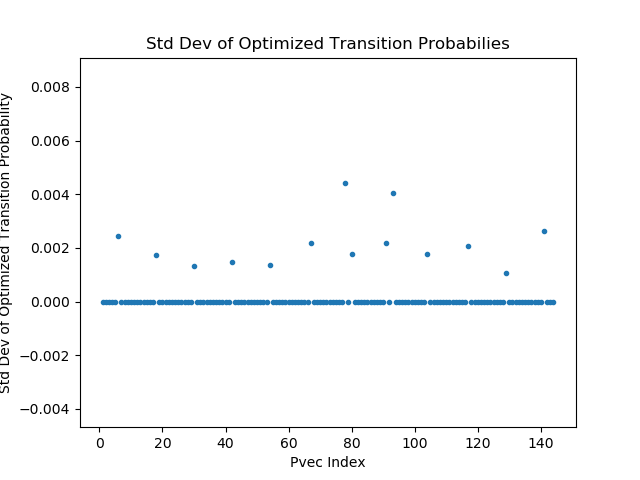 Std Dev of Optimized Transition Probabilies
Std Dev of Optimized Transition Probability
0.008
0.006
0.004
0.002
0.000
−0.002
−0.004
0 20 40 60 80 100 120 140
Pvec Index